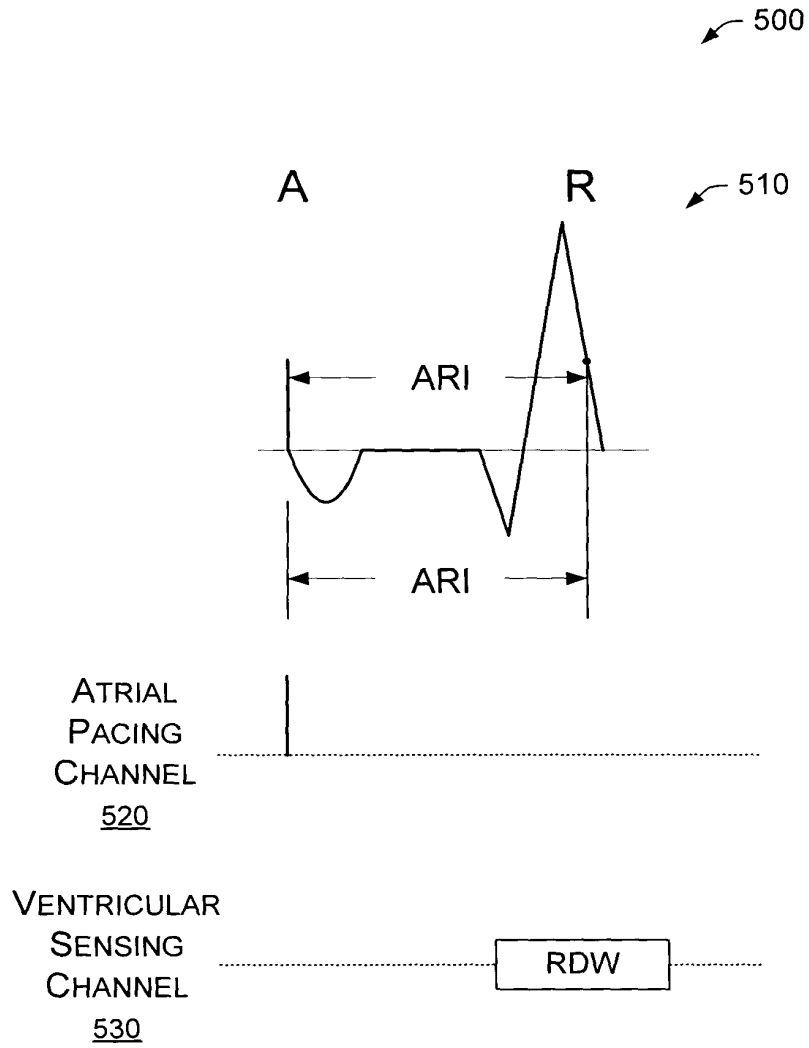 500
A R 510
ARI
ARI
ATRIAL
PACING
CHANNEL
520
VENTRICULAR
SENSING
CHANNEL
530
RDW